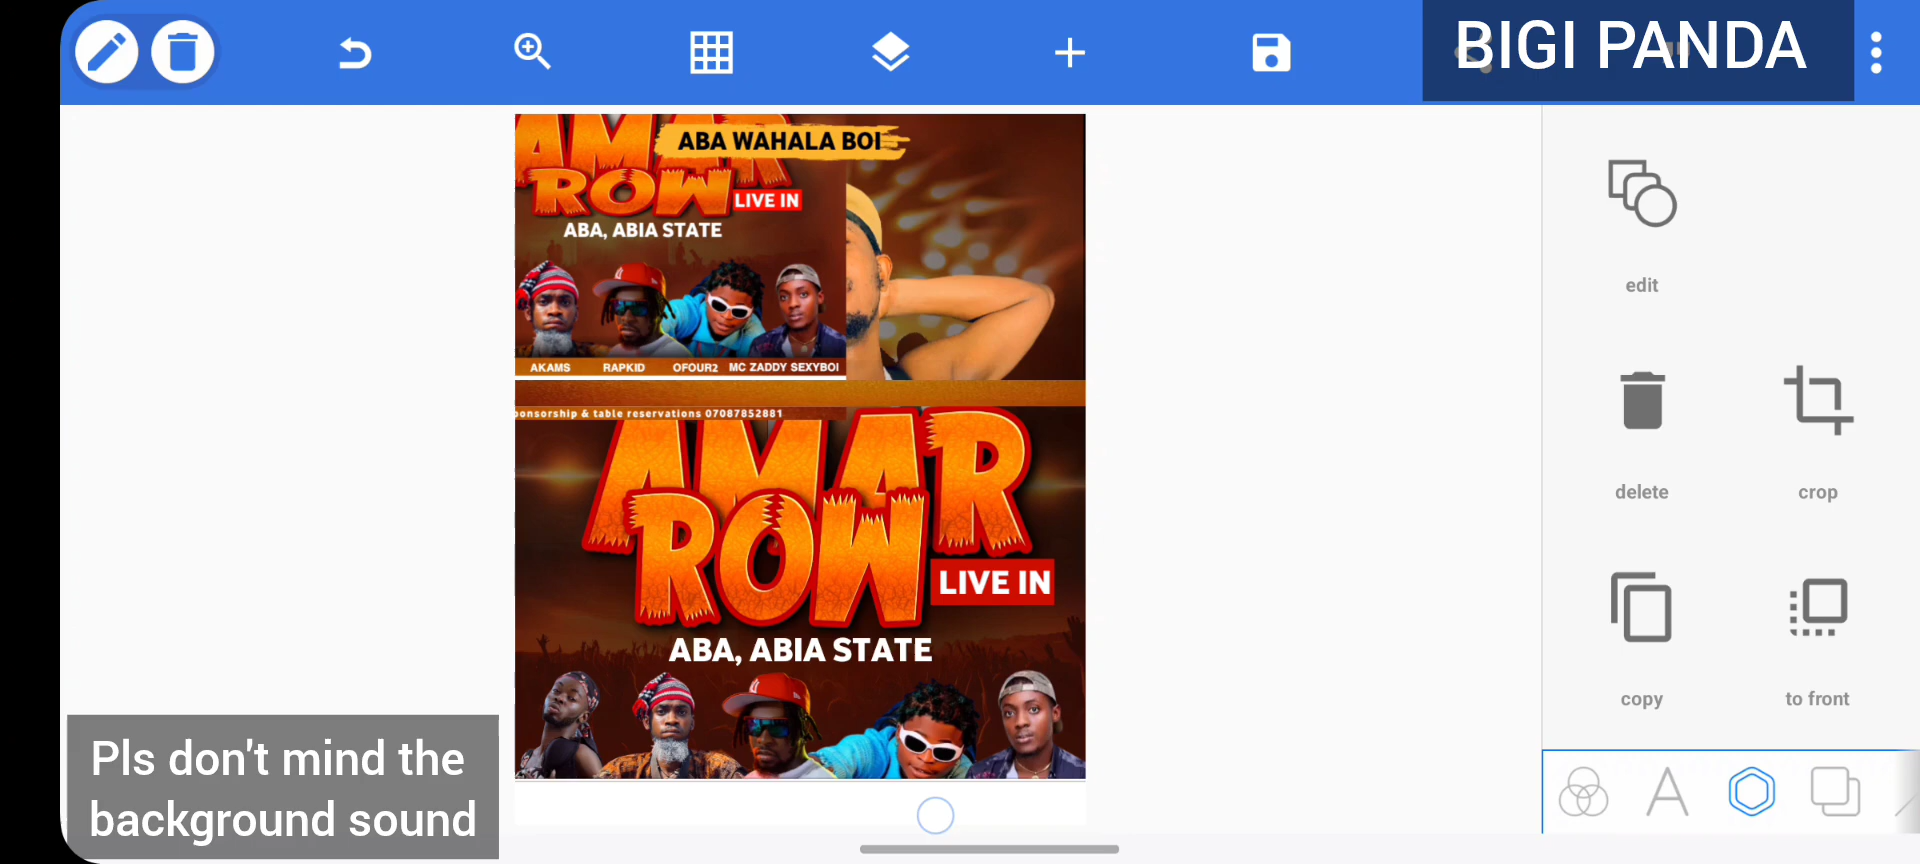 BIGI PANDA
ABA WAHALA BOI
AMAR
ROW
LIVE IN
ABA, ABIA STATE
AKAMS RAPKID OFOUR2 MC ZADDY SEXYBOI
& table reservations 07087852881
AMAR
ROW
LIVE IN
ABA, ABIA STATE
edit
delete
crop
copy
to front
Pls don't mind the
background sound